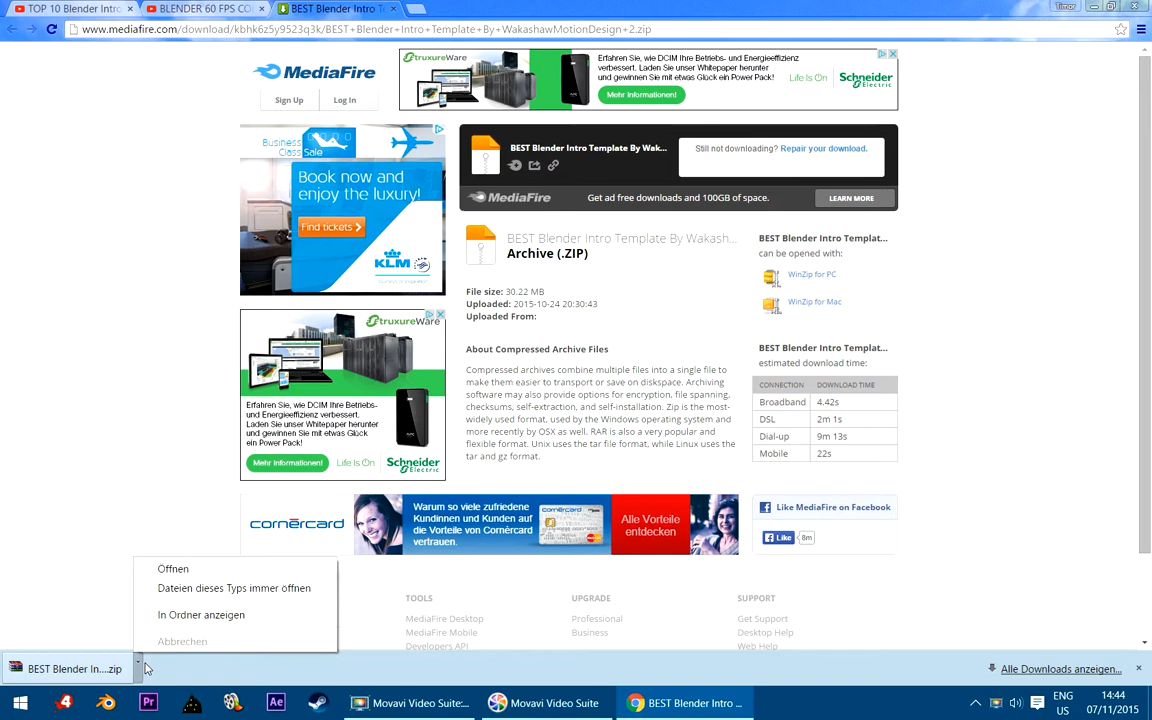 TOP 10 Blender Intro
BLENDER 60 FPS CO
BEST Blender Intro T
Timor
www.mediafire.com/download/kbhk6z5y9523q3k/BEST+Blender+Intro+Template+By+WakashawMotionDesign+2.zip
MediaFire
Sign Up
Log In
StruxureWare
Erfahren Sie, wie DCIM Ihre Betriebs- und Energieeffizienz
verbessert. Laden Sie unser Whitepaper herunter
und gewinnen Sie mit etwas Glück ein Power Pack!
Mehr Informationen!
Life Is On
Schneider
Electric
Business
Class Sale
Book now and
enjoy the luxury!
Find tickets
KLM
BEST Blender Intro Template By Wak...
Still not downloading? Repair your download.
MediaFire
Get ad free downloads and 100GB of space.
LEARN MORE
BEST Blender Intro Template By Wakash...
Archive (.ZIP)
File size: 30.22 MB
Uploaded: 2015-10-24 20:30:43
Uploaded From:
About Compressed Archive Files
Compressed archives combine multiple files into a single file to
make them easier to transport or save on diskspace. Archiving
software may also provide options for encryption, file spanning,
checksums, self-extraction, and self-installation. Zip is the most-
widely used format, used by the Windows operating system and
more recently by OSX as well. RAR is also a very popular and
flexible format. Unix uses the tar file format, while Linux uses the
tar and gz format.
BEST Blender Intro Templat...
can be opened with:
WinZip for PC
WinZip for Mac
BEST Blender Intro Templat...
estimated download time:
CONNECTION DOWNLOAD TIME
Broadband 4.42s
DSL 2m 1s
Dial-up 9m 13s
Mobile 22s
StruxureWare
Erfahren Sie, wie DCIM Ihre Betriebs-
und Energieeffizienz verbessert.
Laden Sie unser Whitepaper
herunter und gewinnen Sie
mit etwas Glück
ein Power Pack!
Mehr Informationen!
Life Is On
Schneider
Electric
cornèrcard
Warum so viele zufriedene
Kundinnen und Kunden auf
die Vorteile von Cornèrcard
vertrauen.
cornèrcard
Alle Vorteile
entdecken
Like MediaFire on Facebook
Like
8m
TOOLS
MediaFire Desktop
MediaFire Mobile
Developers API
UPGRADE
Professional
Business
SUPPORT
Get Support
Desktop Help
Web Help
Öffnen
Dateien dieses Typs immer öffnen
In Ordner anzeigen
Abbrechen
BEST Blender In....zip
Alle Downloads anzeigen...
Pr
Ae
Movavi Video Suite:...
Movavi Video Suite
BEST Blender Intro ...
ENG
US
14:44
07/11/2015